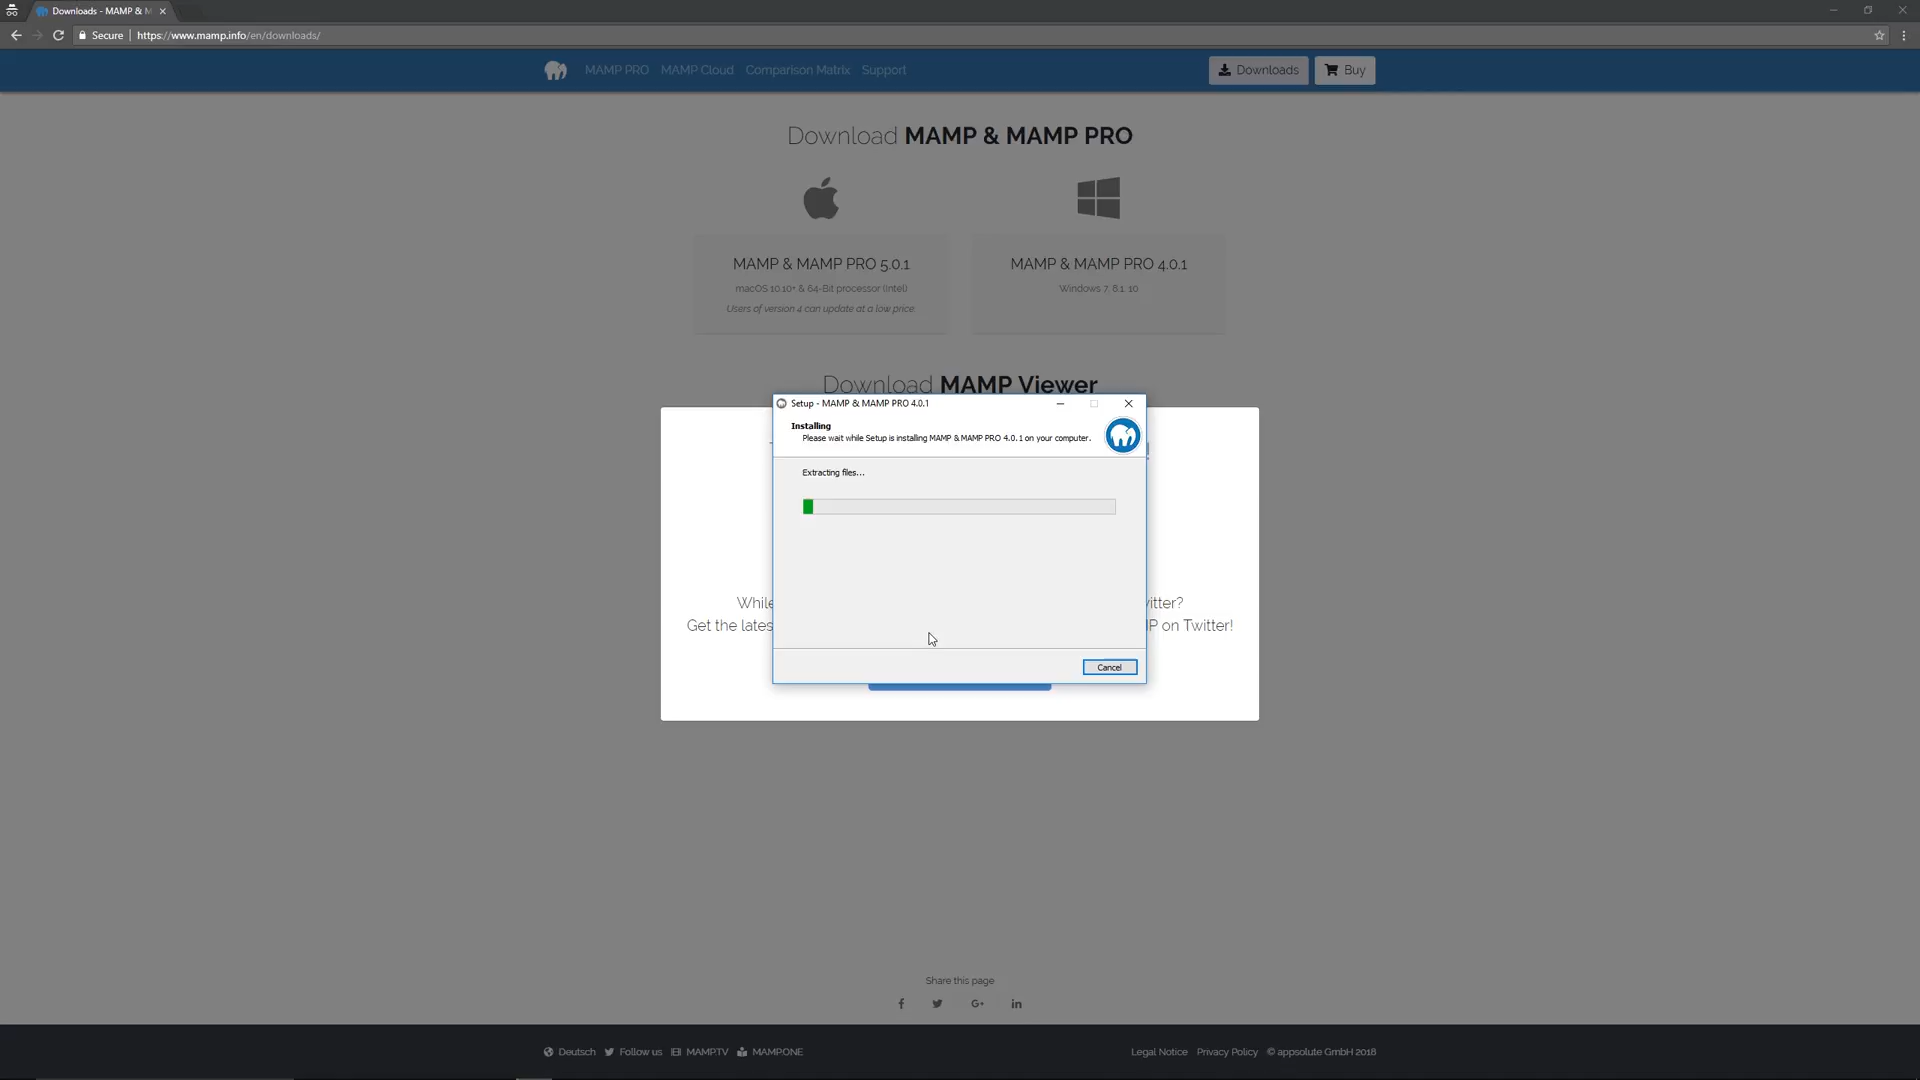 Downloads - MAMP & M
Secure
https://www.mamp.info/en/downloads/
MAMP PRO
MAMP Cloud
Comparison Matrix
Support
Downloads
Buy
Download MAMP & MAMP PRO
MAMP & MAMP PRO 5.0.1
macOS 10.10+ & 64-Bit processor (Intel)
Users of version 4 can update at a low price.
MAMP & MAMP PRO 4.0.1
Windows 7, 8.1, 10
Download MAMP Viewer
Setup - MAMP & MAMP PRO 4.0.1
Installing
Please wait while Setup is installing MAMP & MAMP PRO 4.0.1 on your computer.
Extracting files...
Cancel
While
itter?
Get the lates
on Twitter!
Share this page
Deutsch
Follow us
MAMP.TV
MAMP.ONE
Legal Notice
Privacy Policy
© appsolute GmbH 2018